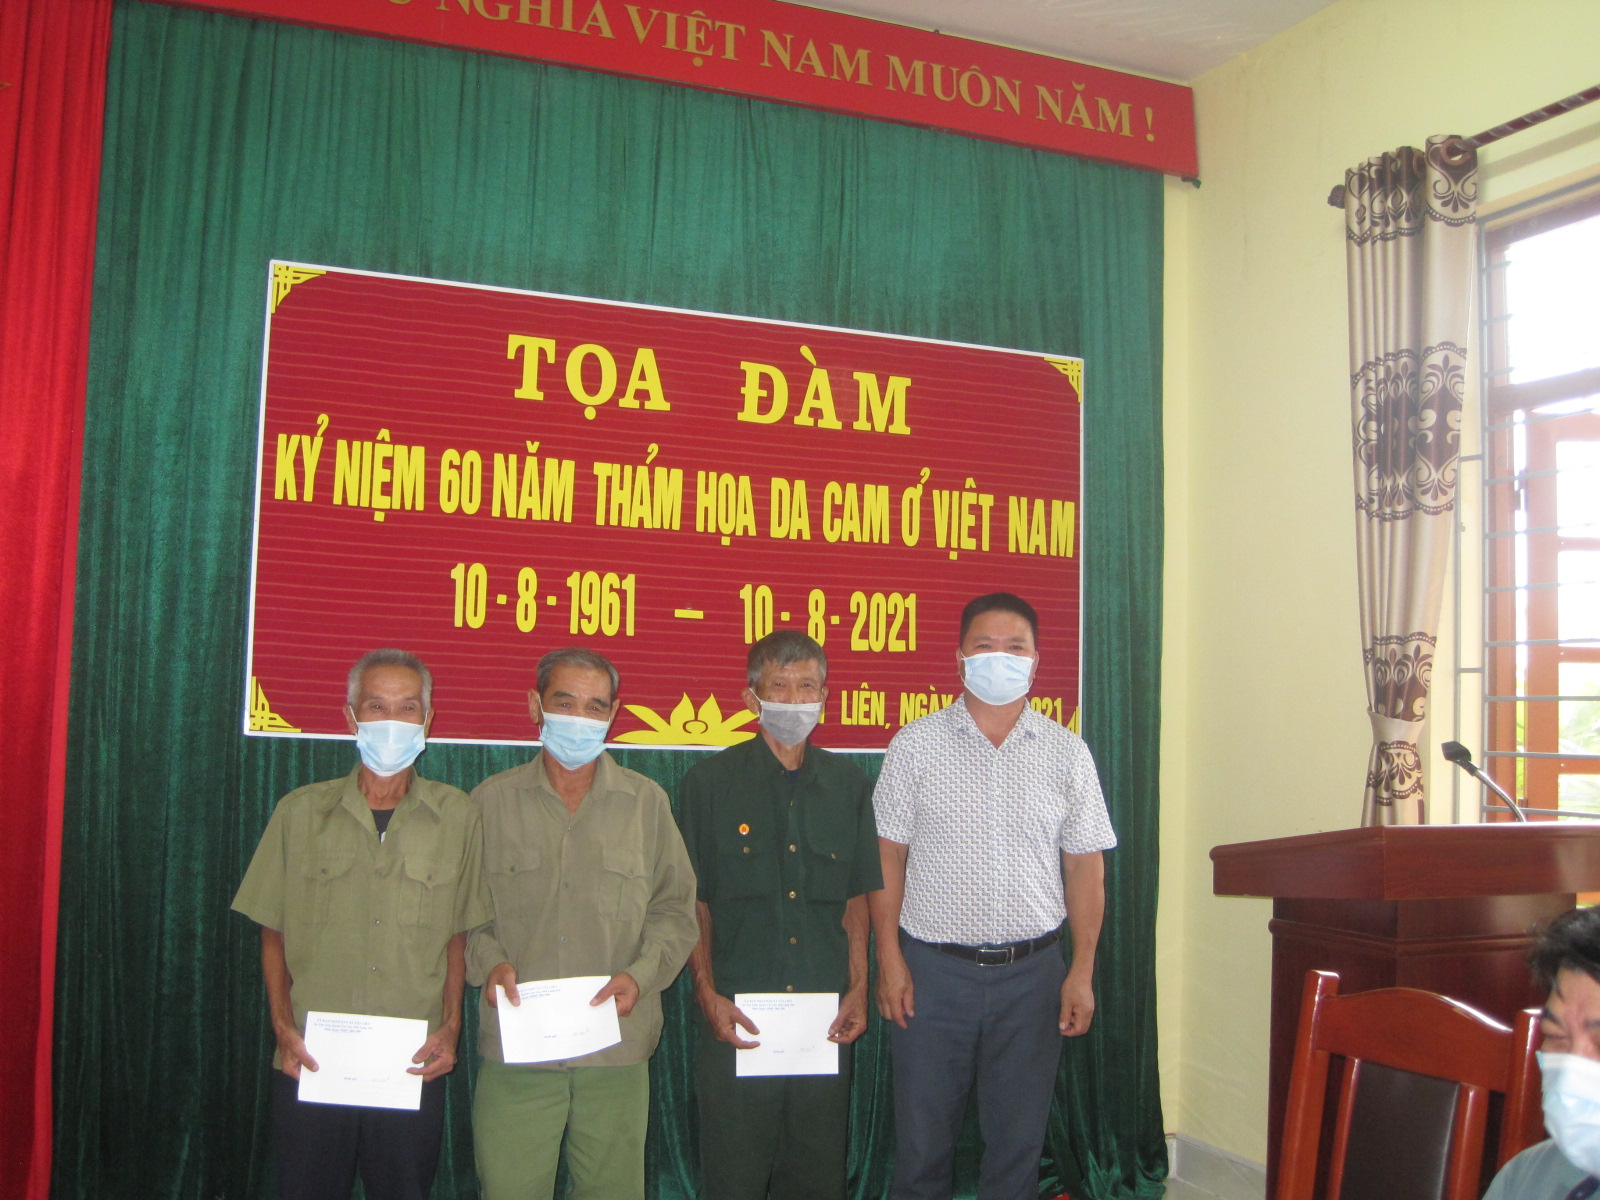 NGHĨA VIỆT NAM MUÔN NĂM !
TỌA ĐÀM
KỶ NIỆM 60 NĂM THẢM HỌA DA CAM Ở VIỆT NAM
10 - 8 - 1961 – 10 - 8 - 2021
LIÊN, NGÀY 2021